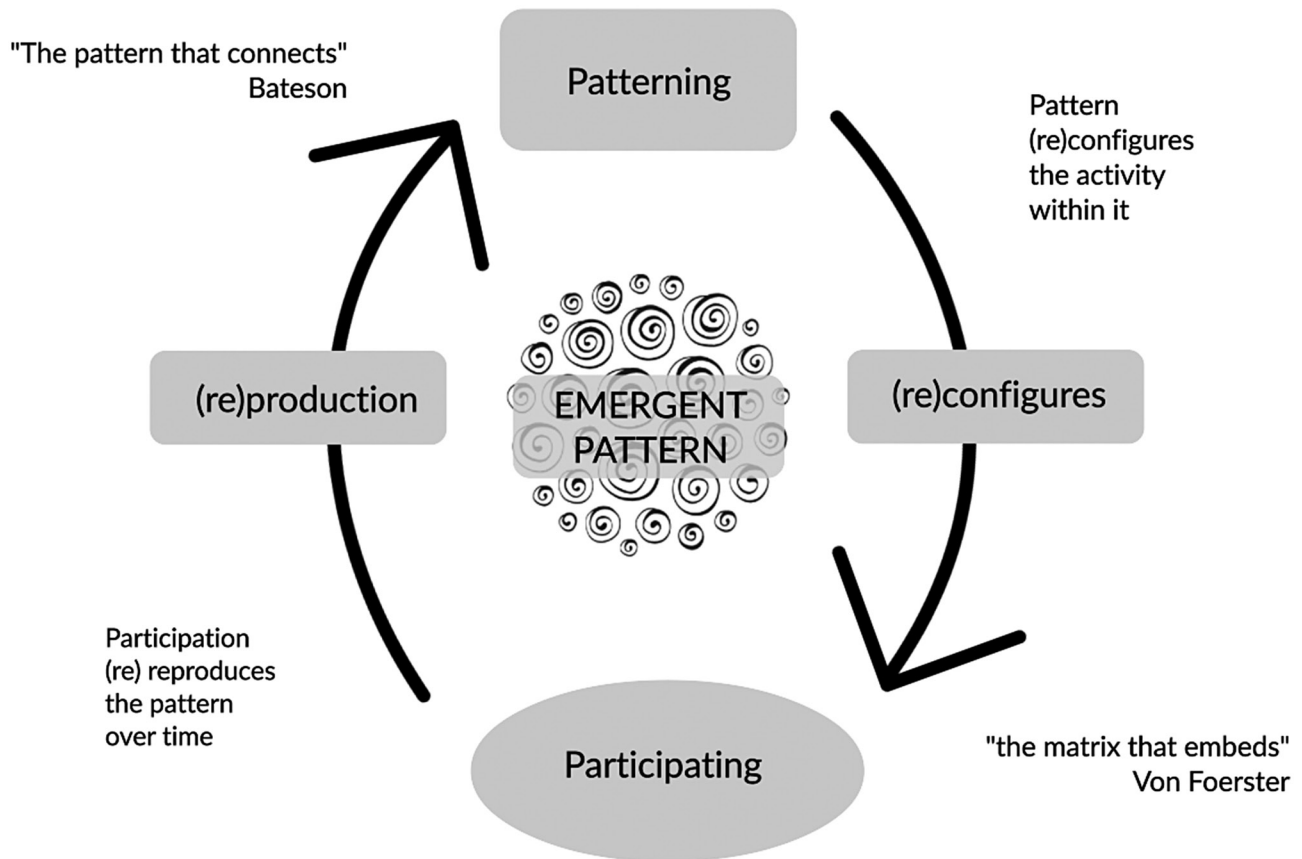 "The pattern that connects"
Bateson
Patterning
Pattern
(re)configures
the activity
within it
(re)production
EMERGENT
PATTERN
(re)configures
Participation
(re) reproduces
the pattern
over time
Participating
"the matrix that embeds"
Von Foerster